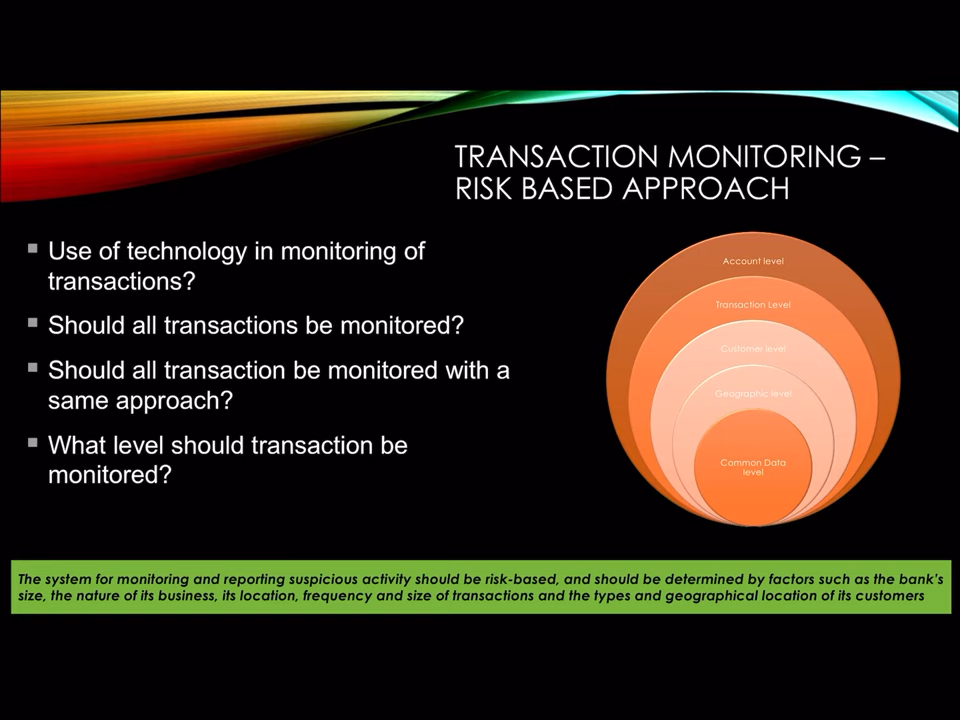 TRANSACTION MONITORING –
RISK BASED APPROACH
▪ Use of technology in monitoring of
transactions?
▪ Should all transactions be monitored?
▪ Should all transaction be monitored with a
same approach?
▪ What level should transaction be
monitored?
Account level
Transaction Level
Customer level
Geographic level
Common Data
level
The system for monitoring and reporting suspicious activity should be risk-based, and should be determined by factors such as the bank's
size, the nature of its business, its location, frequency and size of transactions and the types and geographical location of its customers